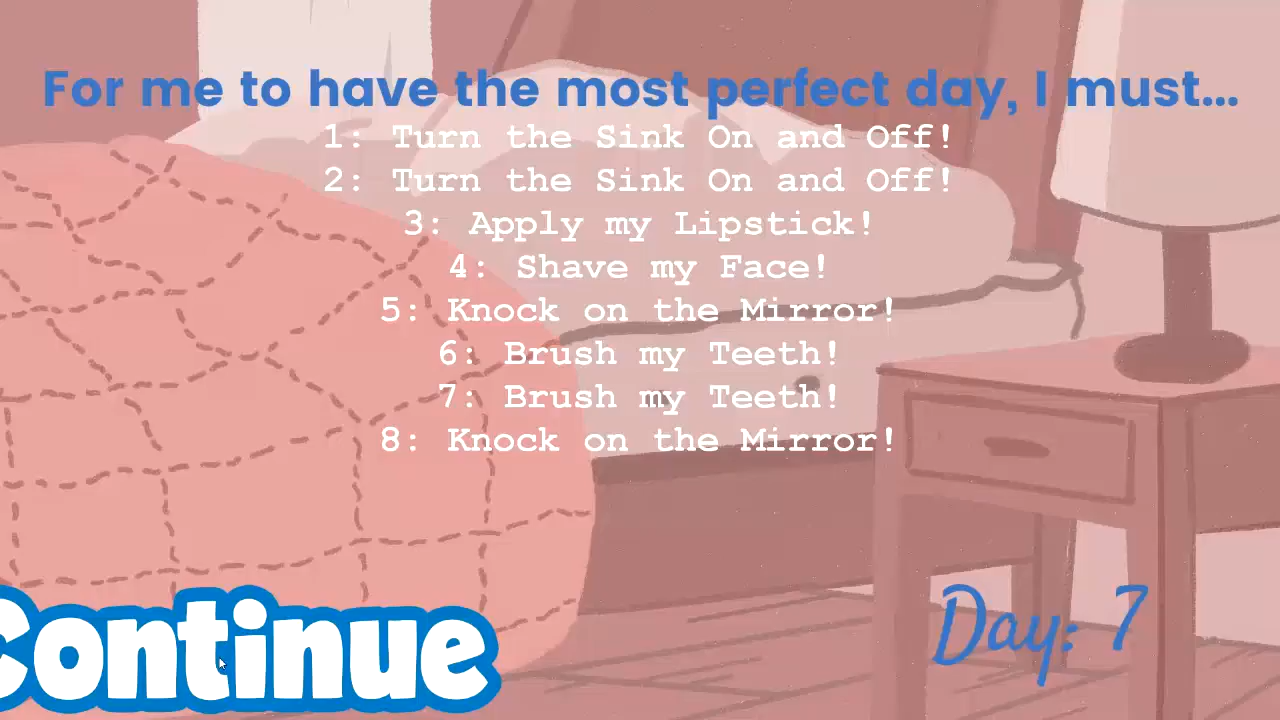 For me to have the most perfect day, I must...
1: Turn the Sink On and Off!
2: Turn the Sink On and Off!
3: Apply my Lipstick!
4: Shave my Face!
5: Knock on the Mirror!
6: Brush my Teeth!
7: Brush my Teeth!
8: Knock on the Mirror!
Continue
Day: 7